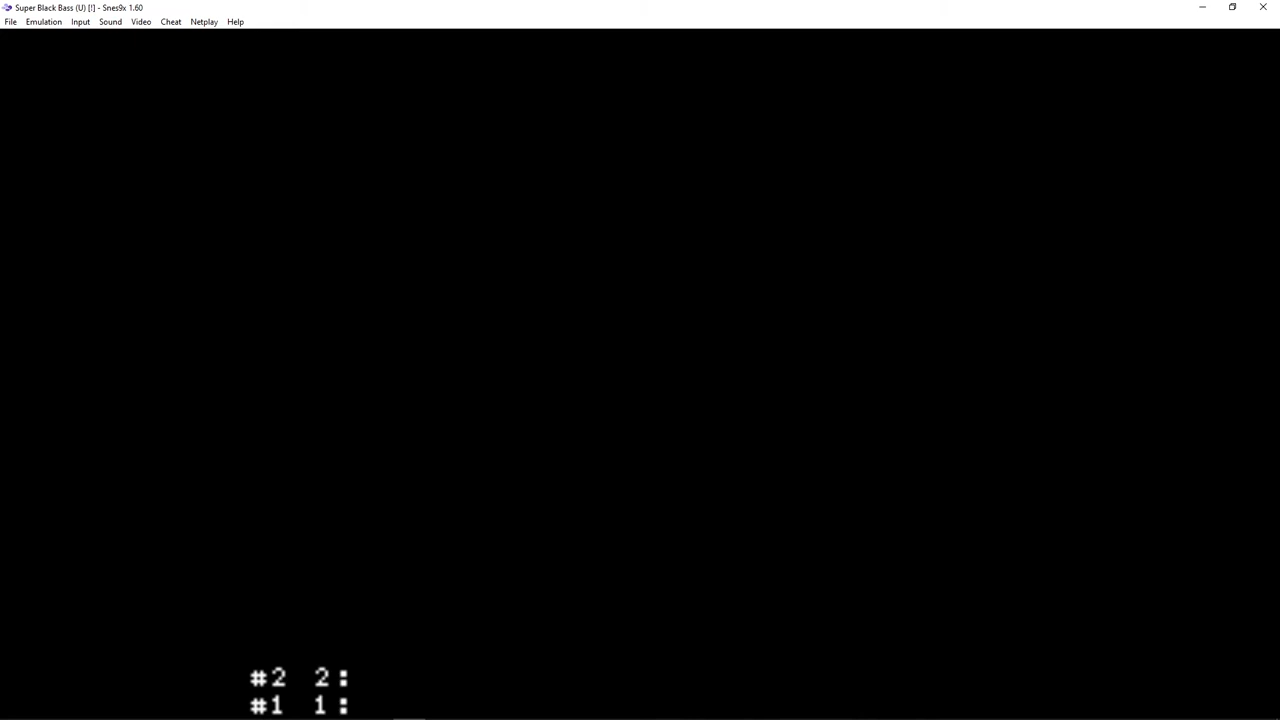 Super Black Bass (U) [!] - Snes9x 1.60
File Emulation Input Sound Video Cheat Netplay Help
#2 2:
#1 1: